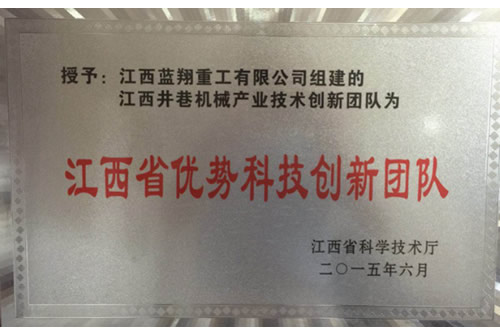 授予：江西蓝翔重工有限公司组建的
江西井巷机械产业技术创新团队为
江西省优势科技创新团队
江西省科学技术厅
二〇一五年六月